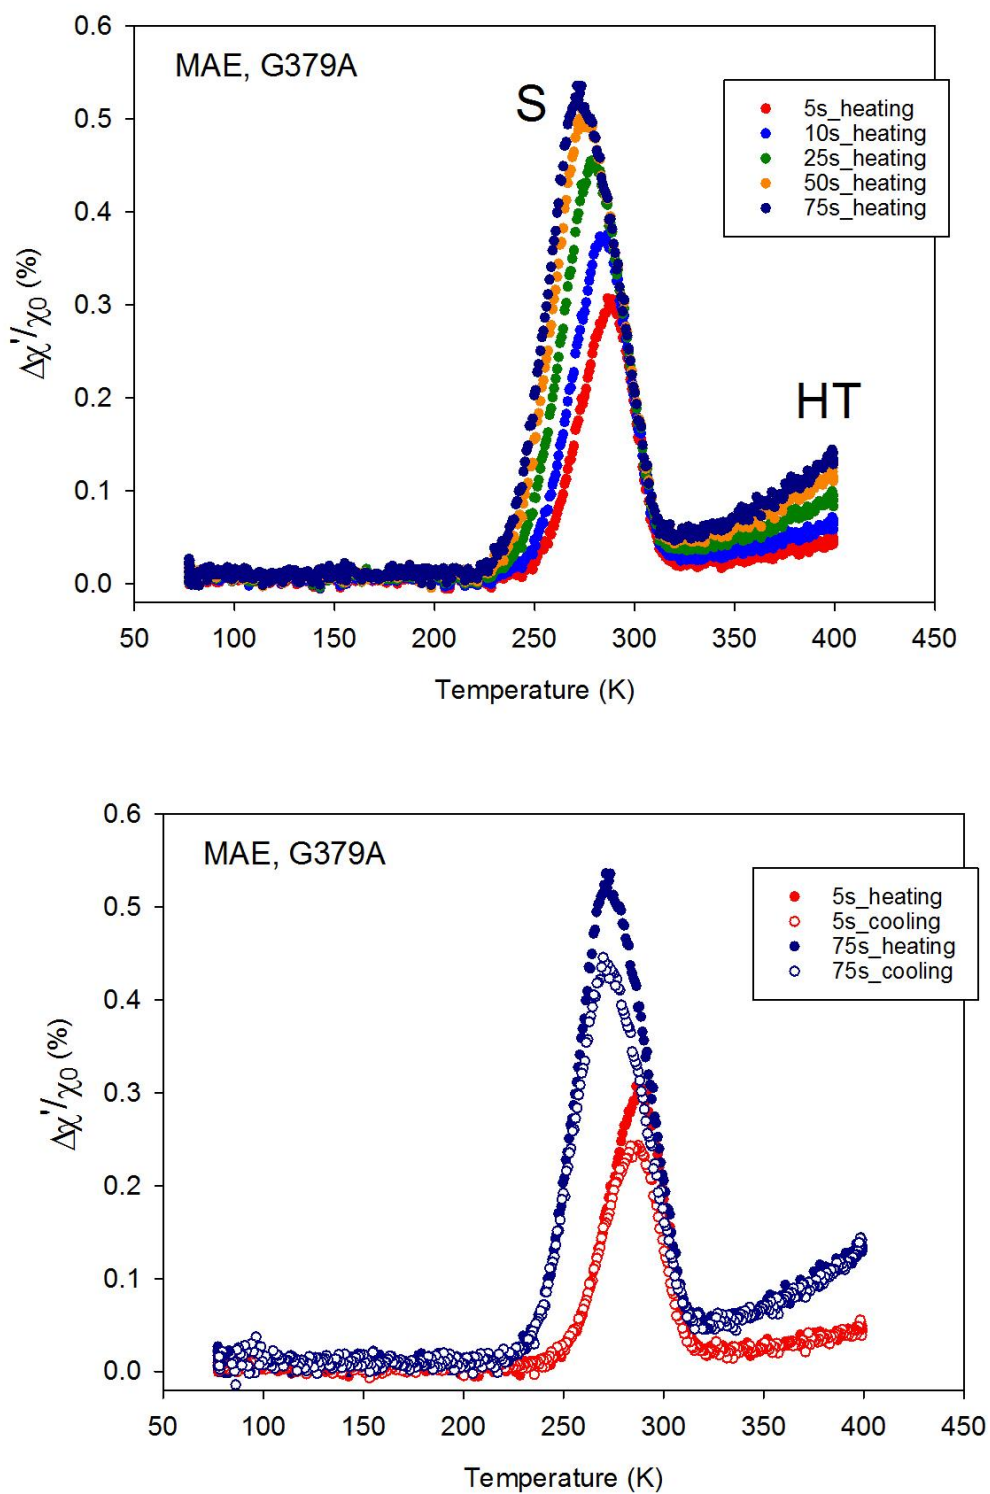 0.6
MAE, G379A
S
5s_heating
10s_heating
25s_heating
50s_heating
75s_heating
0.5
0.4
0.3
0.2
0.1
0.0
HT
Δχ'/χ0 (%)
50 100 150 200 250 300 350 400 450
Temperature (K)
0.6
MAE, G379A
5s_heating
5s_cooling
75s_heating
75s_cooling
0.5
0.4
0.3
0.2
0.1
0.0
Δχ'/χ0 (%)
50 100 150 200 250 300 350 400 450
Temperature (K)